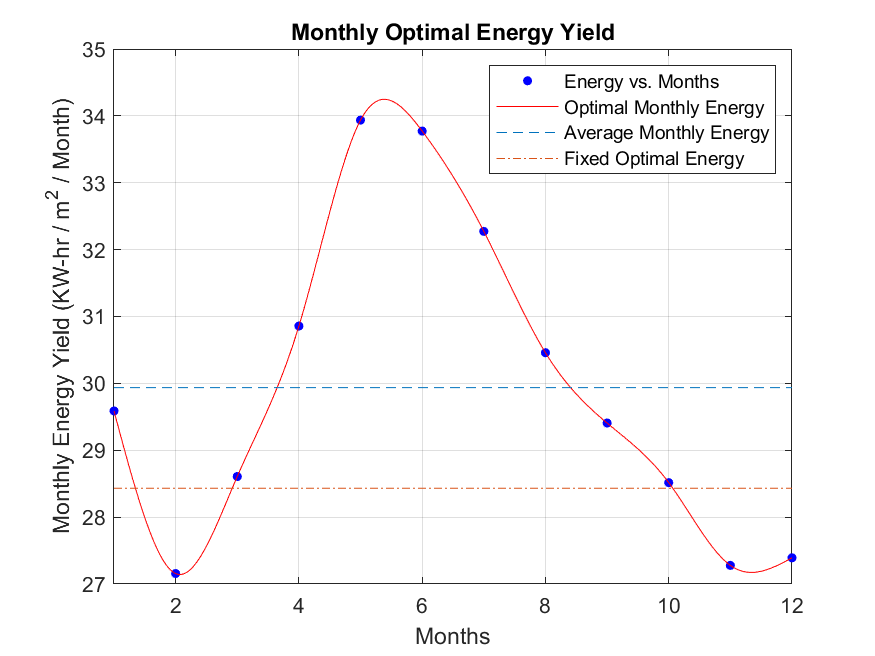 Monthly Optimal Energy Yield
Monthly Energy Yield (KW-hr / m² / Month)
35
34
33
32
31
30
29
28
27
Energy vs. Months
Optimal Monthly Energy
Average Monthly Energy
Fixed Optimal Energy
2
4
6
8
10
12
Months